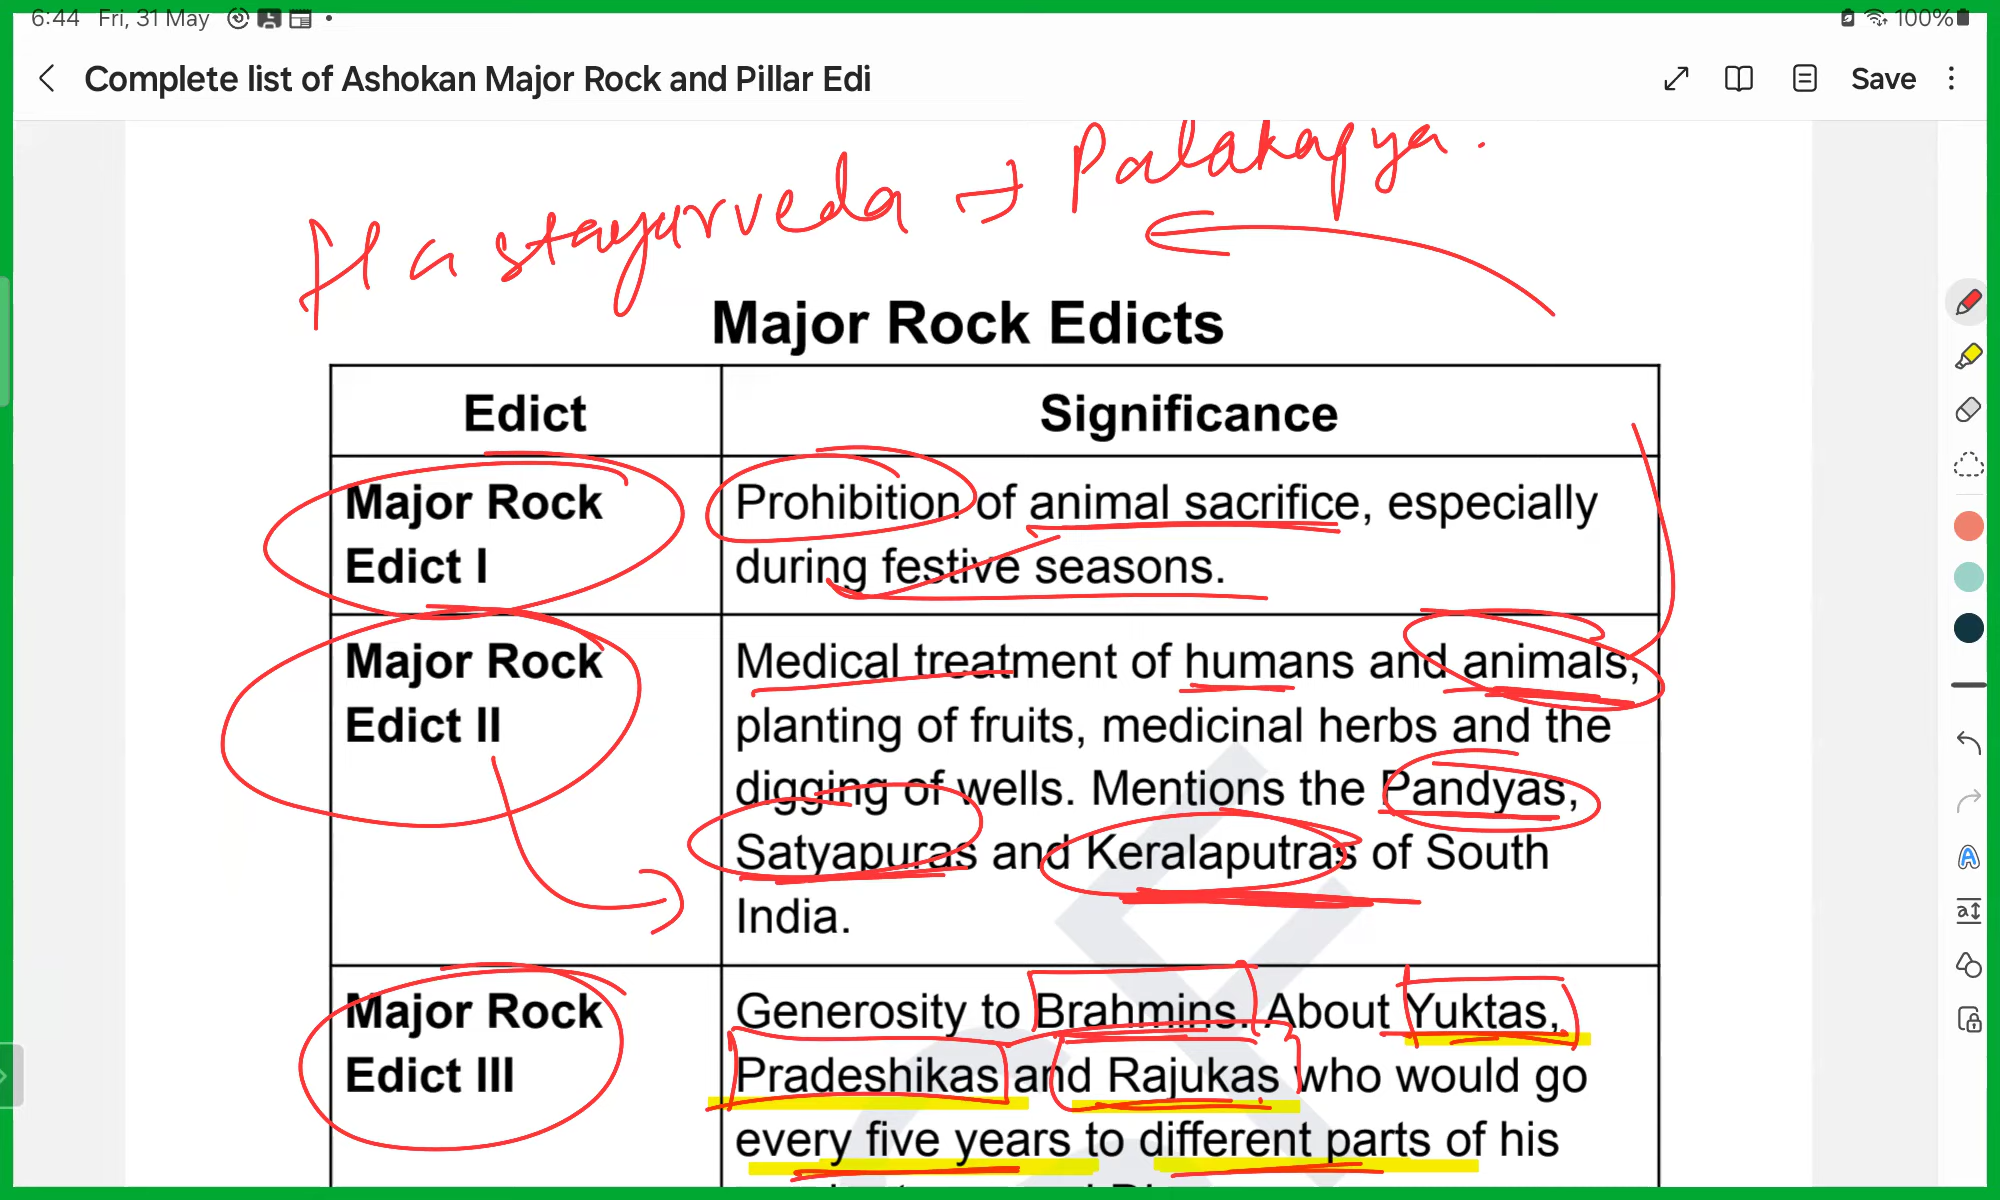 6:44 Fri, 31 May 100%
Complete list of Ashokan Major Rock and Pillar Edi Save
Hastayurveda → Palakapya.
Major Rock Edicts
Edict Significance
Major Rock Prohibition of animal sacrifice, especially
Edict I during festive seasons.
Major Rock Medical treatment of humans and animals,
Edict II planting of fruits, medicinal herbs and the
digging of wells. Mentions the Pandyas,
Satyapuras and Keralaputras of South
India.
Major Rock Generosity to Brahmins. About Yuktas,
Edict III Pradeshikas and Rajukas who would go
every five years to different parts of his